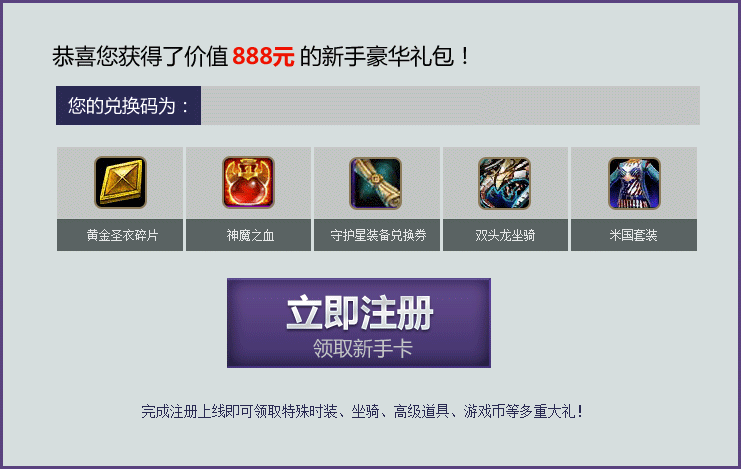 恭喜您获得了价值888元的新手豪华礼包！
您的兑换码为：
黄金圣衣碎片
神魔之血
守护星装备兑换券
双头龙坐骑
米国套装
立即注册
领取新手卡
完成注册上线即可领取特殊时装、坐骑、高级道具、游戏币等多重大礼！